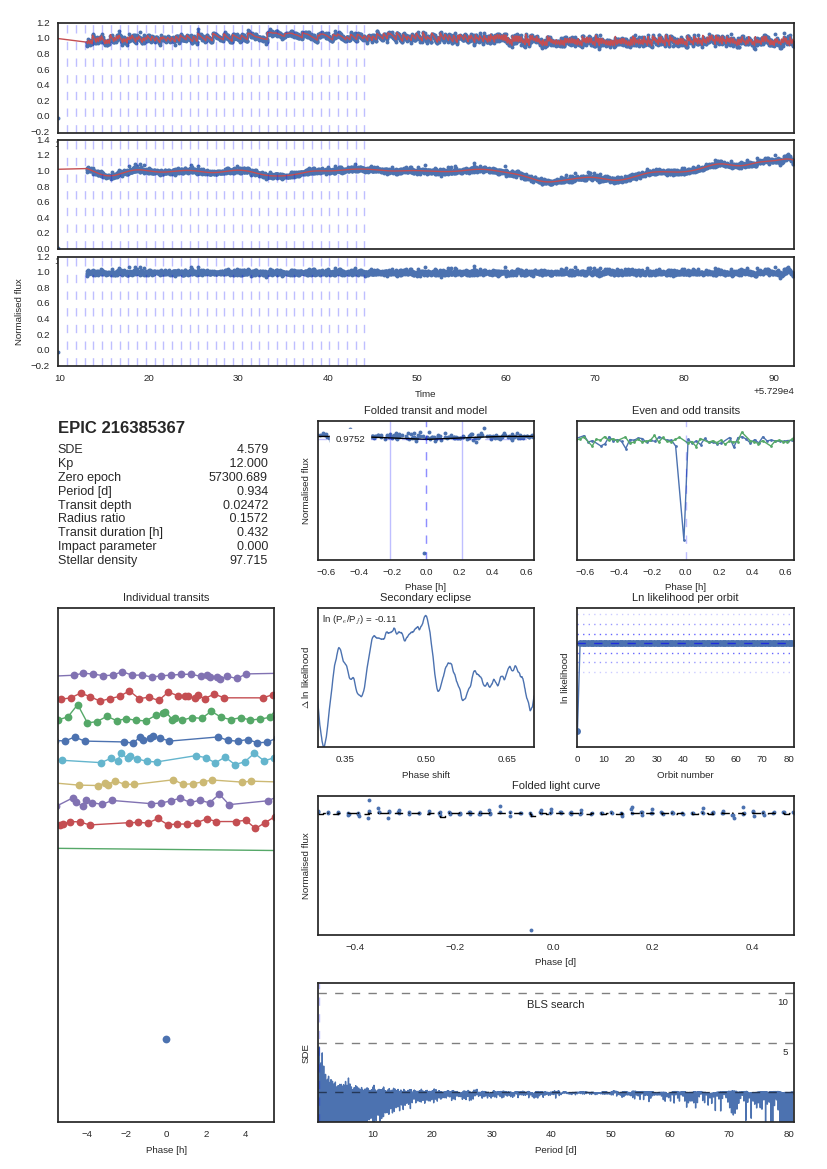 1.2
1.0
0.8
0.6
0.4
0.2
0.0
−0.2
1.4
1.2
1.0
0.8
0.6
0.4
0.2
0.0
1.2
1.0
0.8
0.6
0.4
0.2
0.0
−0.2
Normalised flux
10 20 30 40 50 60 70 80 90
Time
+5.729e4
EPIC 216385367
SDE 4.579
Kp 12.000
Zero epoch 57300.689
Period [d] 0.934
Transit depth 0.02472
Radius ratio 0.1572
Transit duration [h] 0.432
Impact parameter 0.000
Stellar density 97.715
Folded transit and model
0.9752
Normalised flux
−0.6 −0.4 −0.2 0.0 0.2 0.4 0.6
Phase [h]
Even and odd transits
−0.6 −0.4 −0.2 0.0 0.2 0.4 0.6
Phase [h]
Individual transits
−4 −2 0 2 4
Phase [h]
Secondary eclipse
ln (Pₑ/P𝑓) = -0.11
Δ ln likelihood
0.35 0.50 0.65
Phase shift
Ln likelihood per orbit
ln likelihood
0 10 20 30 40 50 60 70 80
Orbit number
Folded light curve
Normalised flux
−0.4 −0.2 0.0 0.2 0.4
Phase [d]
BLS search
10
5
SDE
10 20 30 40 50 60 70 80
Period [d]